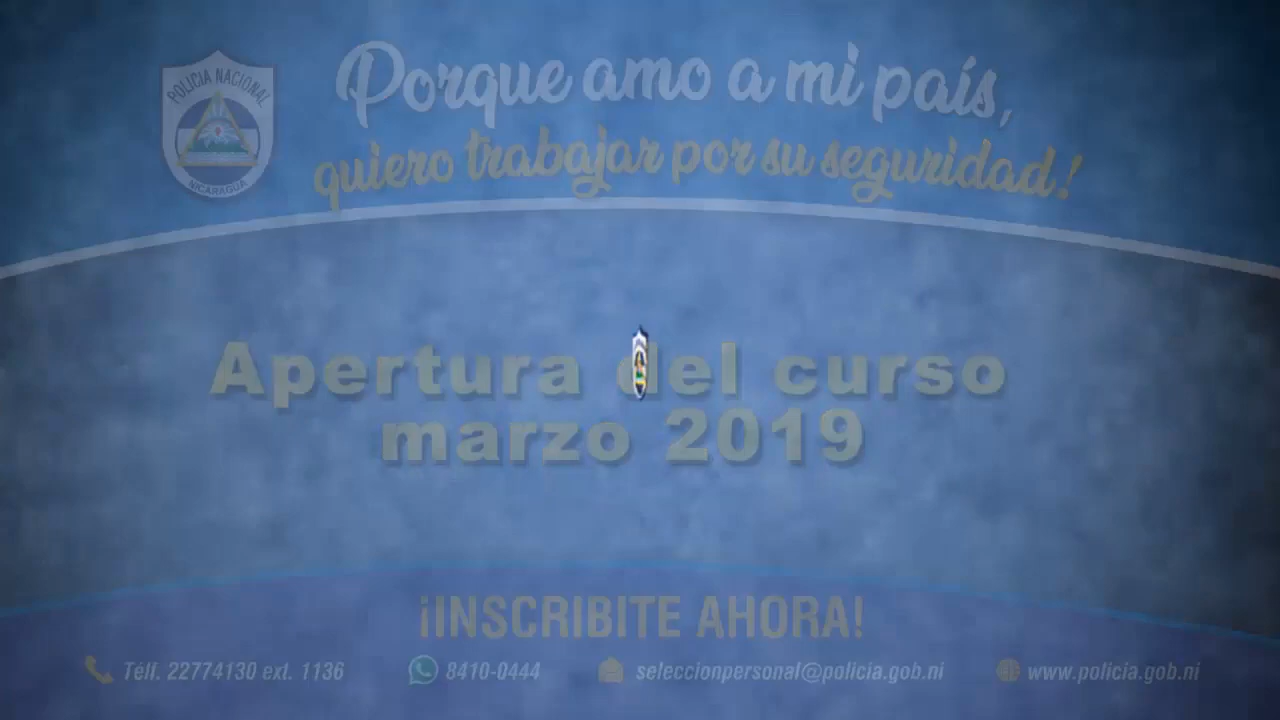 POLICIA NACIONAL
NICARAGUA
Porque amo a mi país,
quiero trabajar por su seguridad!
Apertura del curso
marzo 2019
¡INSCRIBITE AHORA!
Télf. 22774130 ext. 1136
8410-0444
seleccionpersonal@policia.gob.ni
www.policia.gob.ni